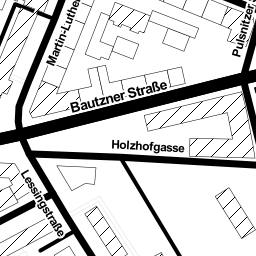 Martin-Luthe
Pulsnitzer
Bautzner Straße
Holzhofgasse
Lessingstraße